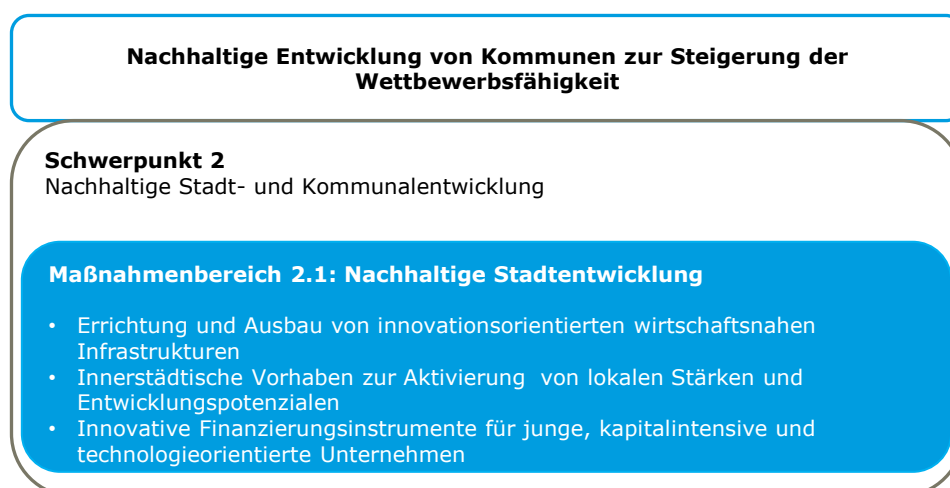 Nachhaltige Entwicklung von Kommunen zur Steigerung der
Wettbewerbsfähigkeit
Schwerpunkt 2
Nachhaltige Stadt- und Kommunalentwicklung
Maßnahmenbereich 2.1: Nachhaltige Stadtentwicklung
• Errichtung und Ausbau von innovationsorientierten wirtschaftsnahen
Infrastrukturen
• Innerstädtische Vorhaben zur Aktivierung  von lokalen Stärken und
Entwicklungspotenzialen
• Innovative Finanzierungsinstrumente für junge, kapitalintensive und
technologieorientierte Unternehmen